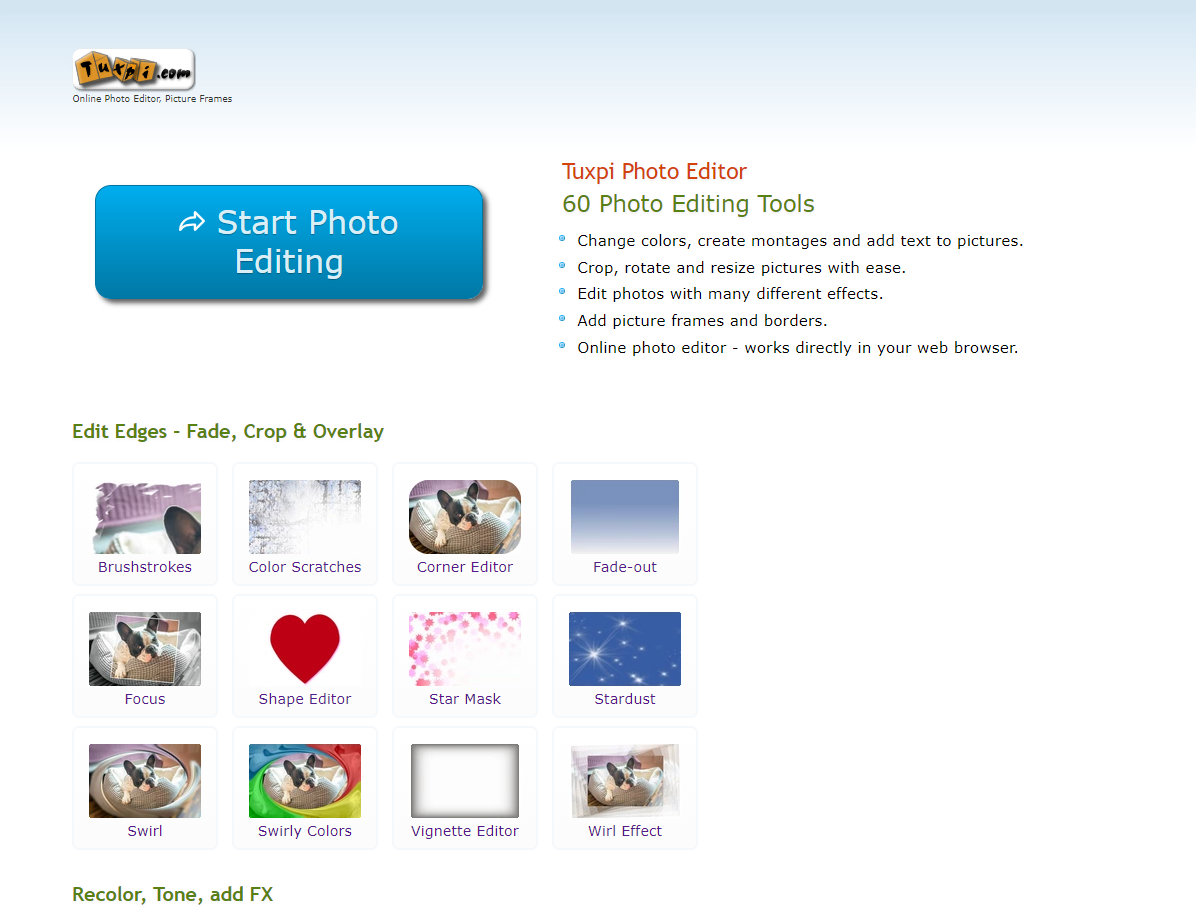 Tuxpi.com
Online Photo Editor, Picture Frames
Start Photo
Editing
Tuxpi Photo Editor
60 Photo Editing Tools
Change colors, create montages and add text to pictures.
Crop, rotate and resize pictures with ease.
Edit photos with many different effects.
Add picture frames and borders.
Online photo editor - works directly in your web browser.
Edit Edges - Fade, Crop & Overlay
Brushstrokes
Color Scratches
Corner Editor
Fade-out
Focus
Shape Editor
Star Mask
Stardust
Swirl
Swirly Colors
Vignette Editor
Wirl Effect
Recolor, Tone, add FX